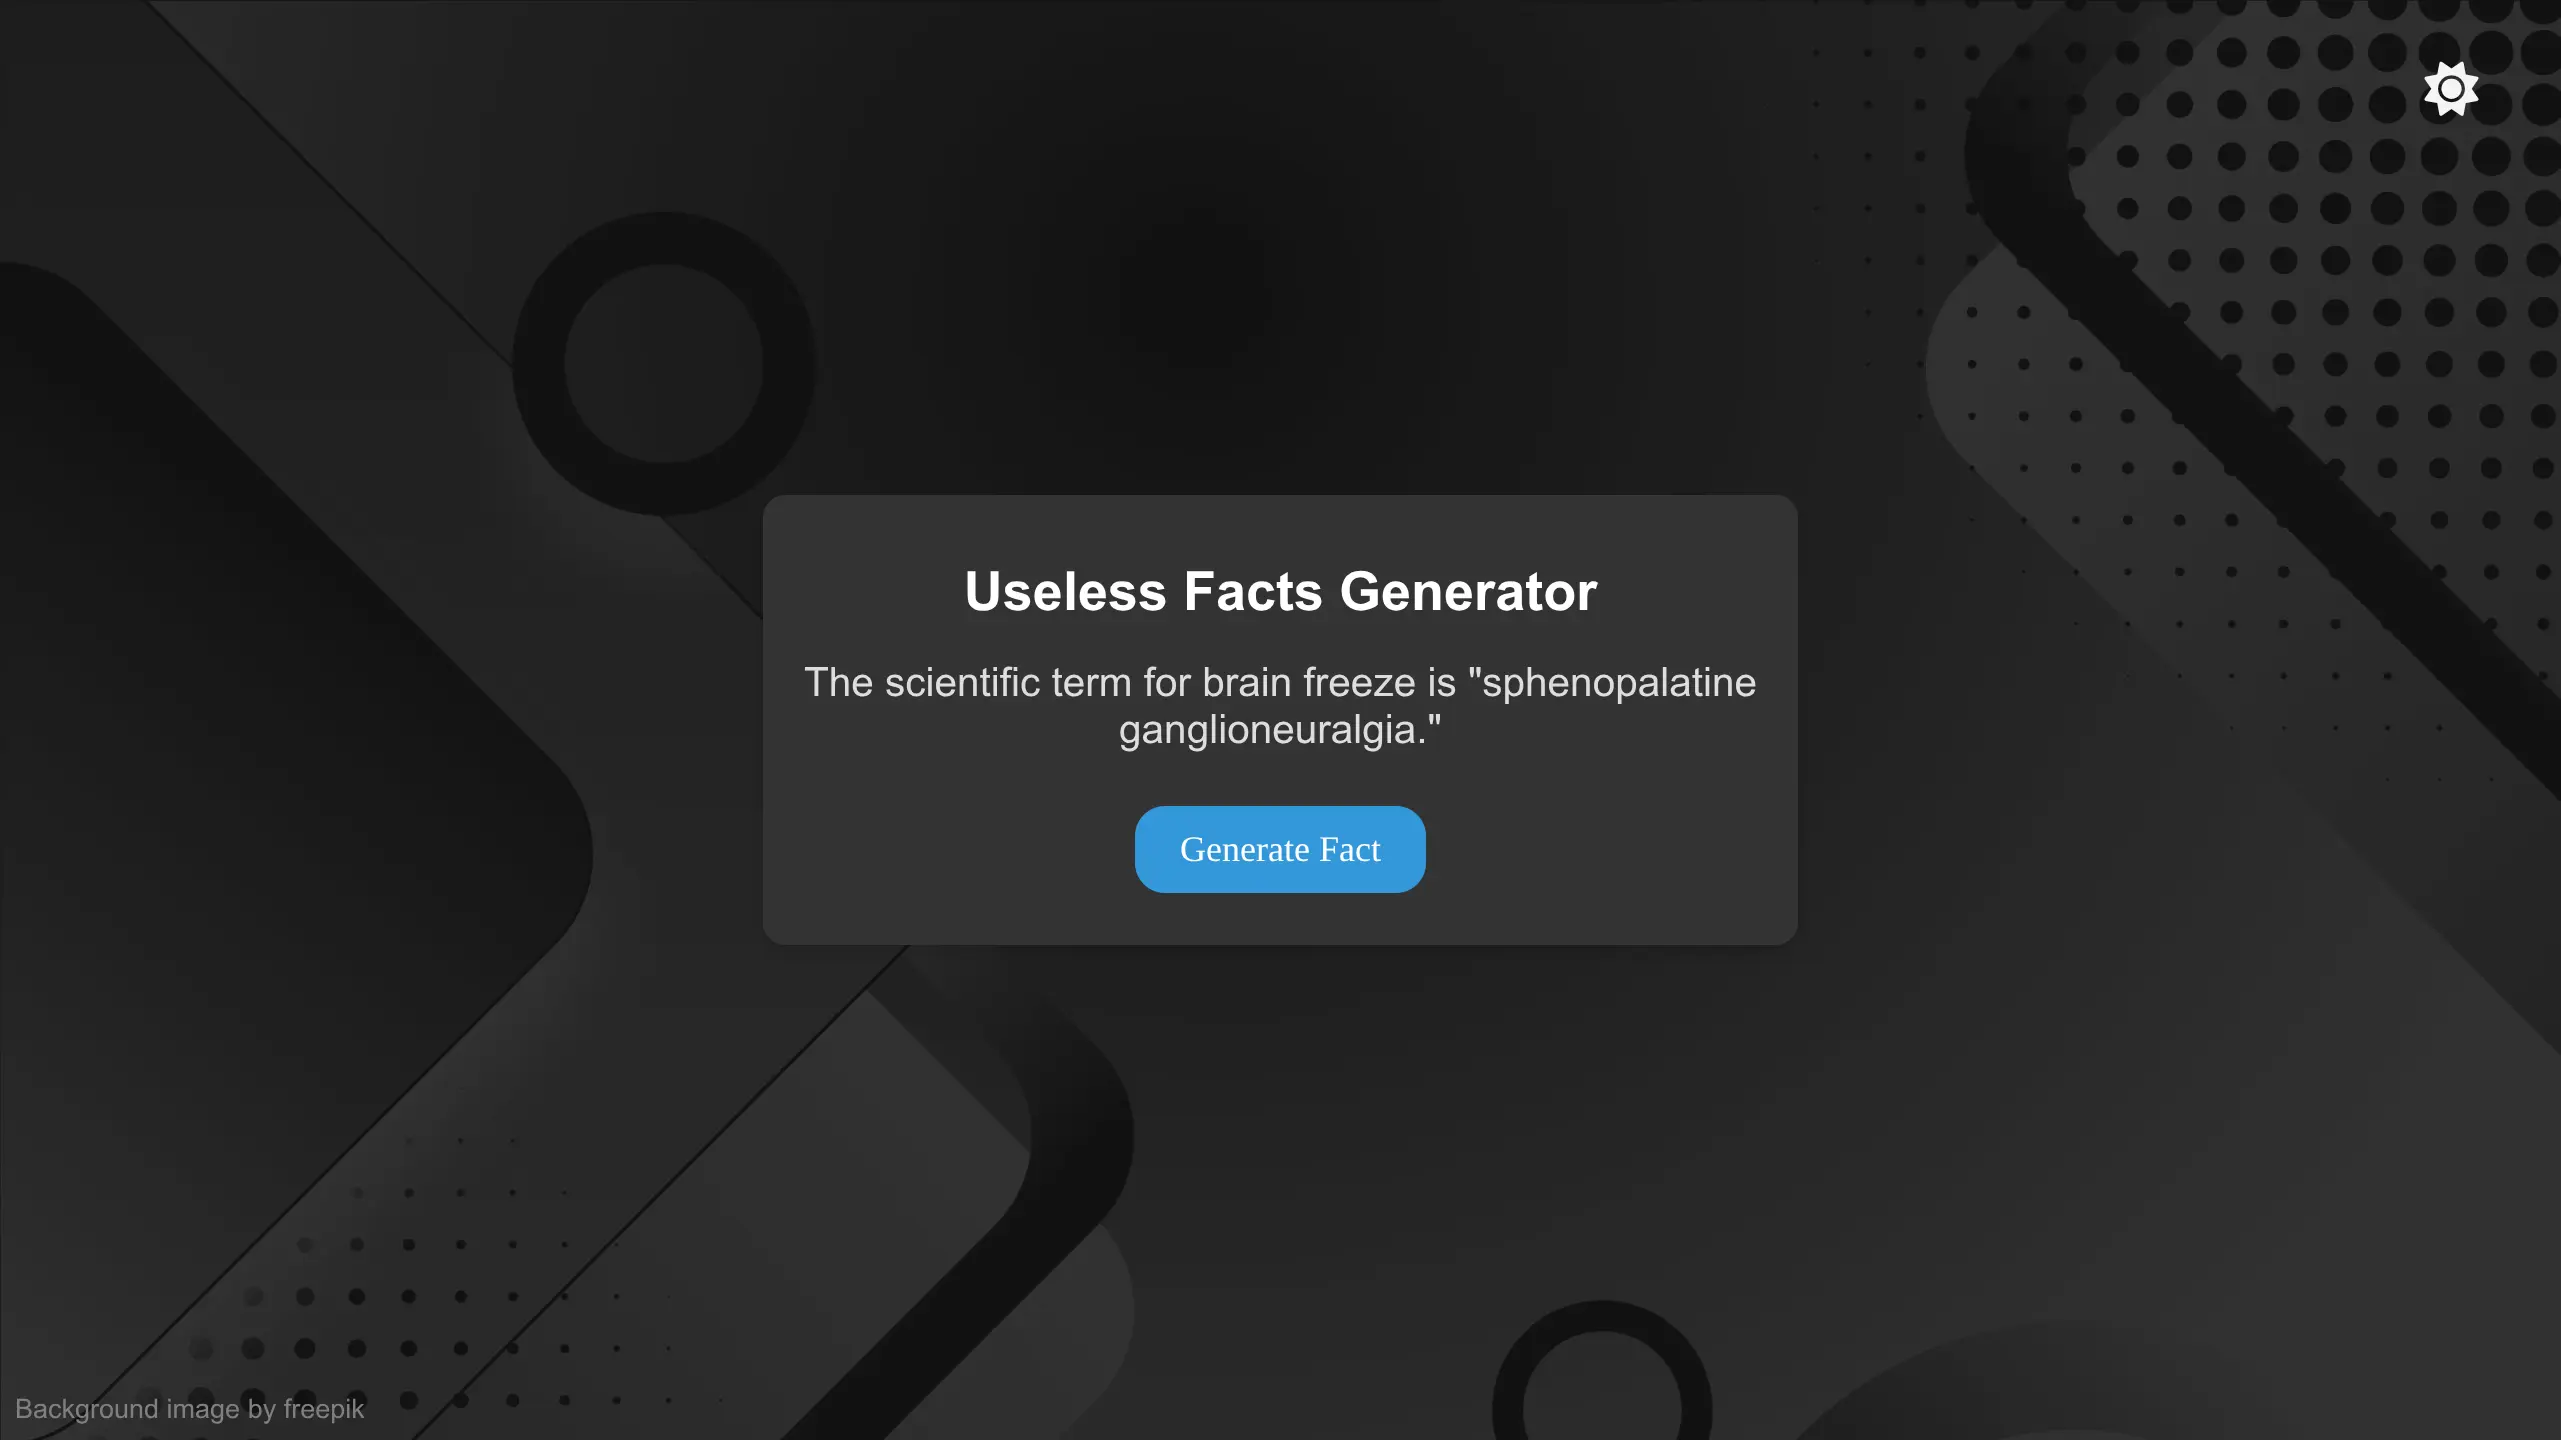 Useless Facts Generator
The scientific term for brain freeze is "sphenopalatine
ganglioneuralgia."
Generate Fact
Background image by freepik